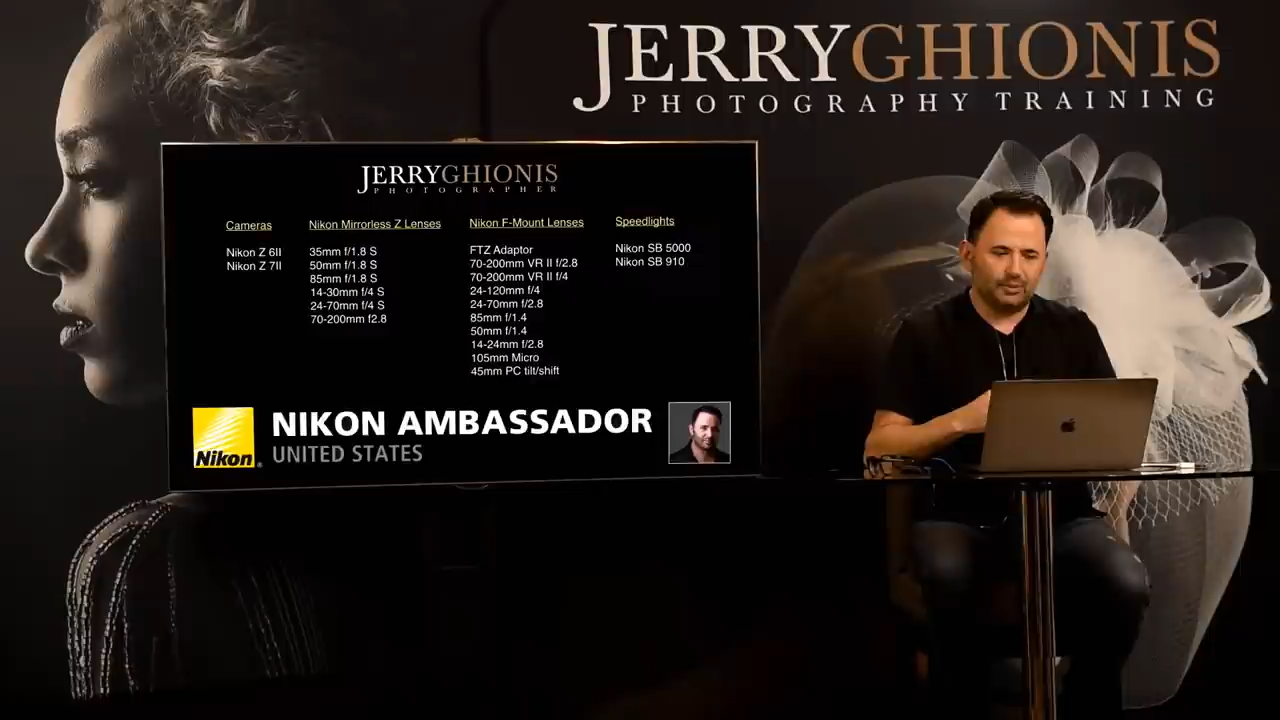 JERRYGHIONIS
PHOTOGRAPHY TRAINING
JERRYGHIONIS
PHOTOGRAPHER
Cameras
Nikon Z 6II
Nikon Z 7II
Nikon Mirrorless Z Lenses
35mm f/1.8 S
50mm f/1.8 S
85mm f/1.8 S
14-30mm f/4 S
24-70mm f/4 S
70-200mm f2.8
Nikon F-Mount Lenses
FTZ Adaptor
70-200mm VR II f/2.8
70-200mm VR II f/4
24-120mm f/4
24-70mm f/2.8
85mm f/1.4
50mm f/1.4
14-24mm f/2.8
105mm Micro
45mm PC tilt/shift
Speedlights
Nikon SB 5000
Nikon SB 910
Nikon®
NIKON AMBASSADOR
UNITED STATES